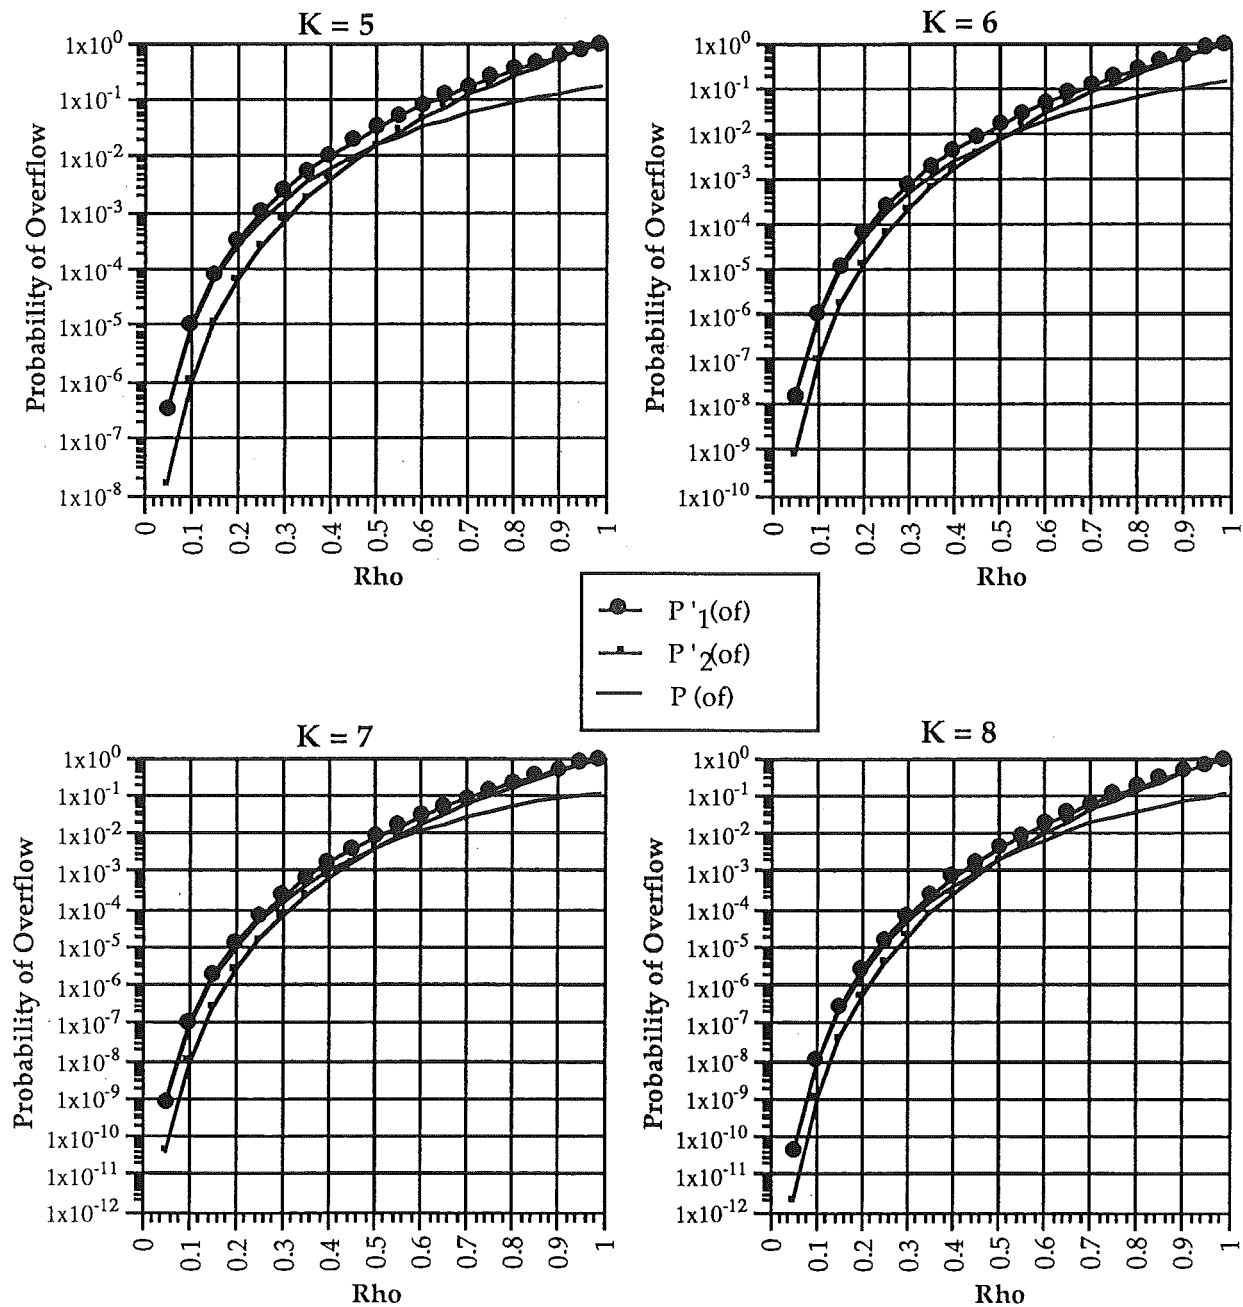 K = 5
Probability of Overflow
1x10⁰
1x10⁻¹
1x10⁻²
1x10⁻³
1x10⁻⁴
1x10⁻⁵
1x10⁻⁶
1x10⁻⁷
1x10⁻⁸
0 0.1 0.2 0.3 0.4 0.5 0.6 0.7 0.8 0.9 1
Rho
K = 6
Probability of Overflow
1x10⁰
1x10⁻¹
1x10⁻²
1x10⁻³
1x10⁻⁴
1x10⁻⁵
1x10⁻⁶
1x10⁻⁷
1x10⁻⁸
1x10⁻⁹
1x10⁻¹⁰
0 0.1 0.2 0.3 0.4 0.5 0.6 0.7 0.8 0.9 1
Rho
P'₁(of)
P'₂(of)
P (of)
K = 7
Probability of Overflow
1x10⁰
1x10⁻¹
1x10⁻²
1x10⁻³
1x10⁻⁴
1x10⁻⁵
1x10⁻⁶
1x10⁻⁷
1x10⁻⁸
1x10⁻⁹
1x10⁻¹⁰
1x10⁻¹¹
1x10⁻¹²
0 0.1 0.2 0.3 0.4 0.5 0.6 0.7 0.8 0.9 1
Rho
K = 8
Probability of Overflow
1x10⁰
1x10⁻¹
1x10⁻²
1x10⁻³
1x10⁻⁴
1x10⁻⁵
1x10⁻⁶
1x10⁻⁷
1x10⁻⁸
1x10⁻⁹
1x10⁻¹⁰
1x10⁻¹¹
1x10⁻¹²
0 0.1 0.2 0.3 0.4 0.5 0.6 0.7 0.8 0.9 1
Rho